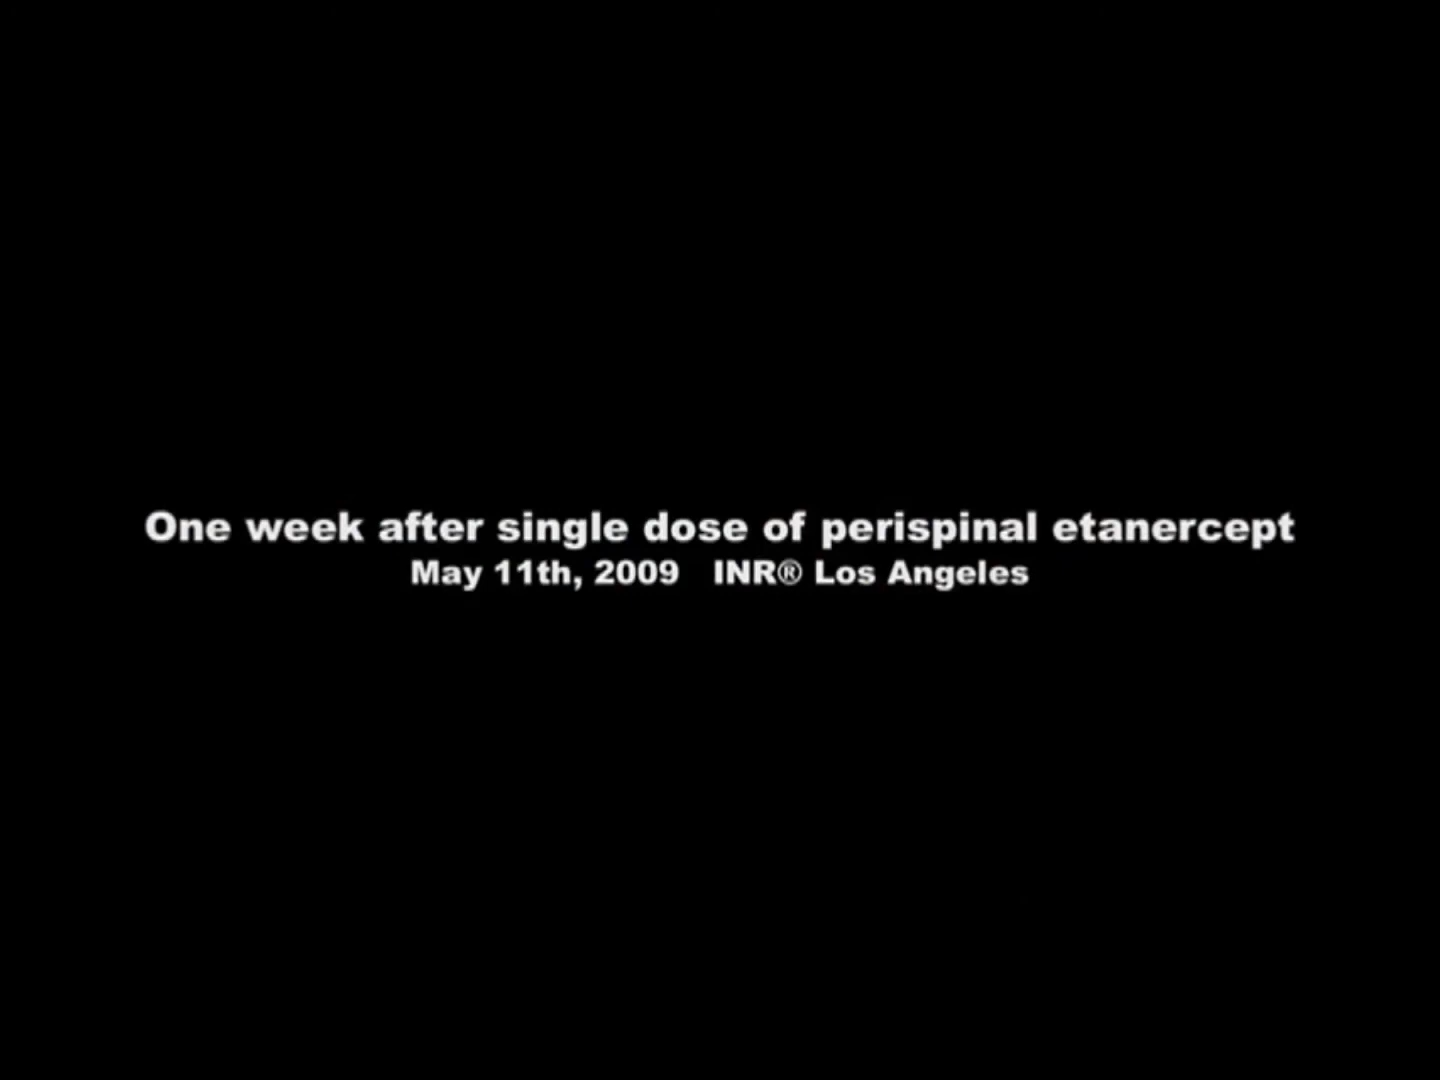 One week after single dose of perispinal etanercept
May 11th, 2009 INR® Los Angeles